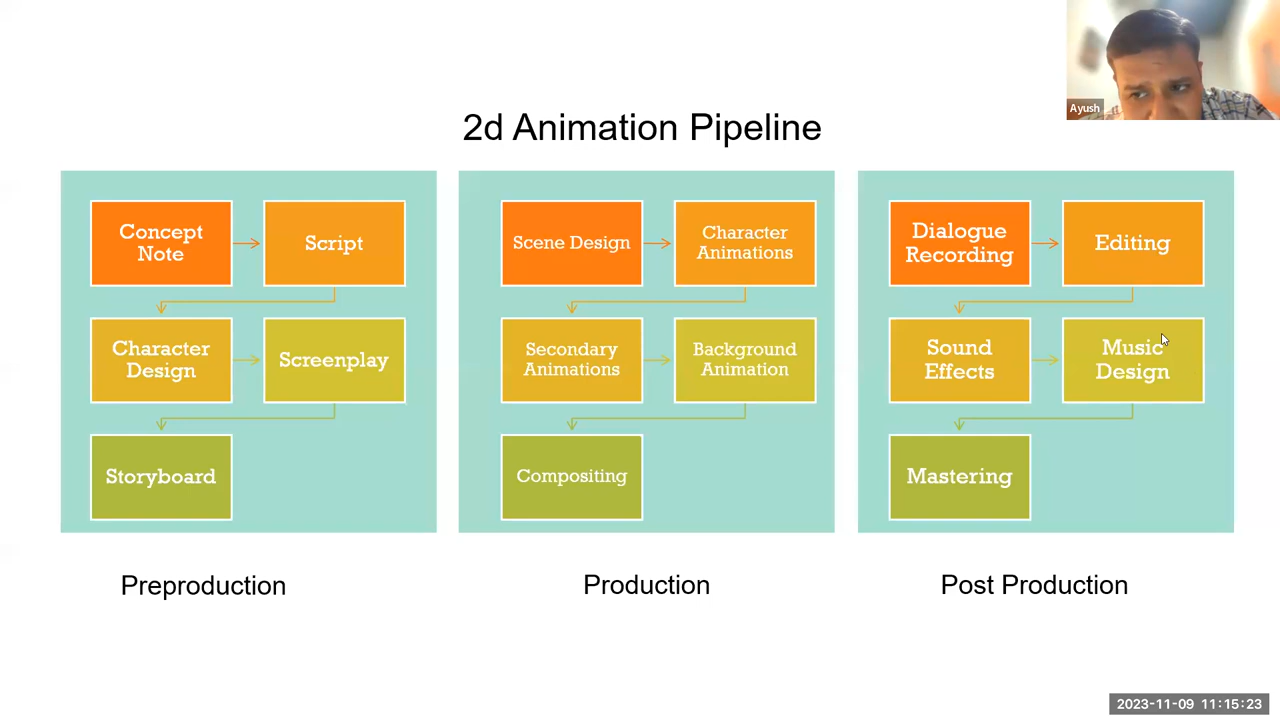 Ayush
2d Animation Pipeline
Concept
Note
Script
Character
Design
Screenplay
Storyboard
Preproduction
Scene Design
Character
Animations
Secondary
Animations
Background
Animation
Compositing
Production
Dialogue
Recording
Editing
Sound
Effects
Music
Design
Mastering
Post Production
2023-11-09 11:15:23